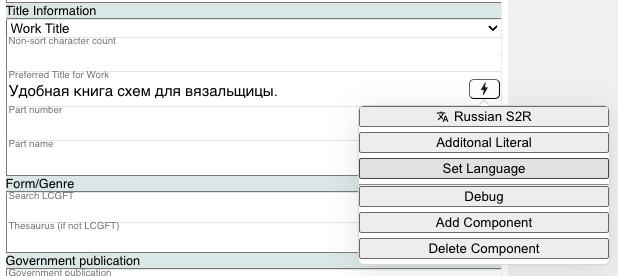 Title Information
Work Title
Non-sort character count
Preferred Title for Work
Удобная книга схем для вязальщицы.
Part number
Russian S2R
Additonal Literal
Part name
Set Language
Form/Genre
Debug
Search LCGFT
Add Component
Thesaurus (if not LCGFT)
Delete Component
Government publication
Government publication